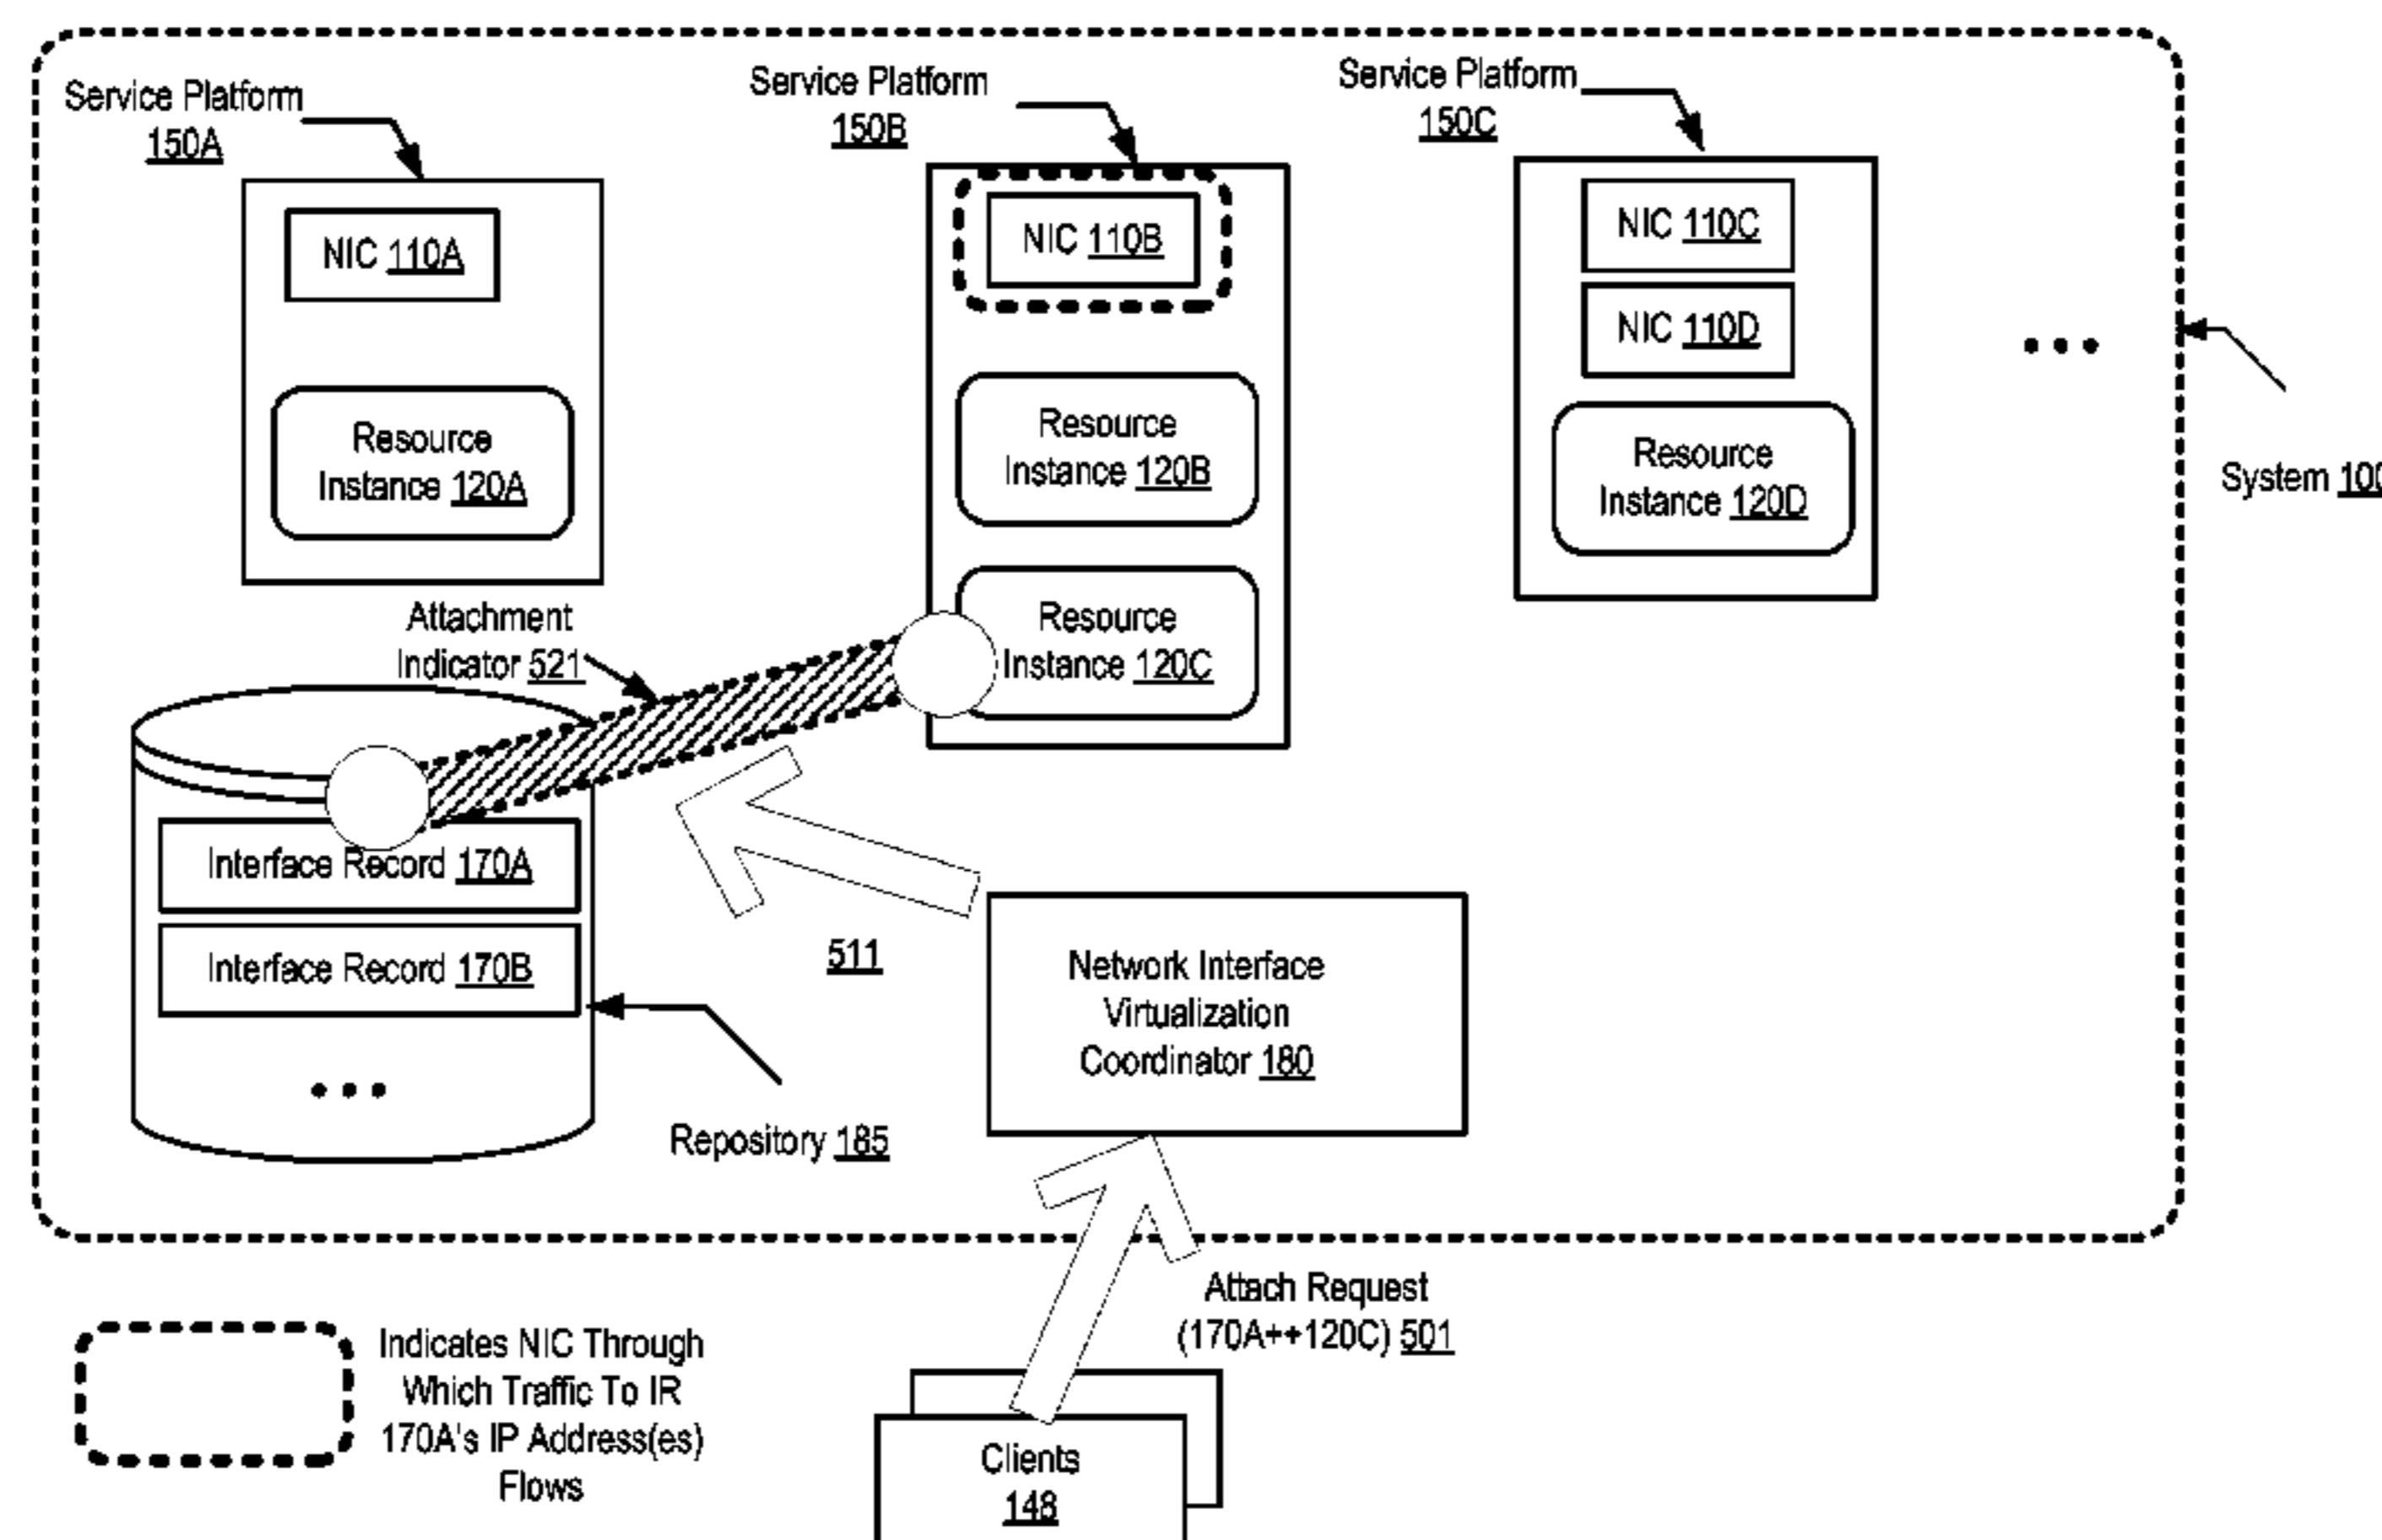 Service Platform
150A
Service Platform
150B
Service Platform
150C
NIC 110A
NIC 110B
NIC 110C
NIC 110D
Resource
Instance 120A
Resource
Instance 120B
Resource
Instance 120D
System 100
Attachment
Indicator 521
Resource
Instance 120C
Interface Record 170A
Interface Record 170B
511
Network Interface
Virtualization
Coordinator 180
Repository 185
Attach Request
(170A++120C) 501
Indicates NIC Through
Which Traffic To IR
170A's IP Address(es)
Flows
Clients
148